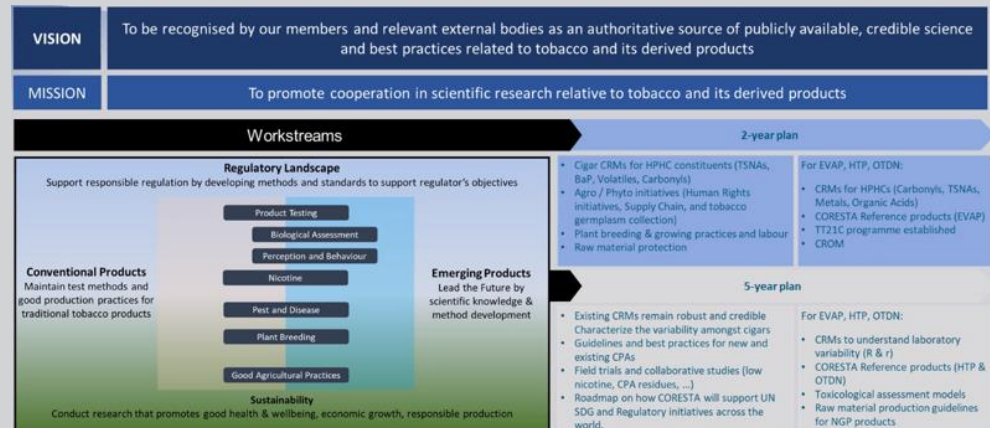 VISION
To be recognised by our members and relevant external bodies as an authoritative source of publicly available, credible science
and best practices related to tobacco and its derived products
MISSION
To promote cooperation in scientific research relative to tobacco and its derived products
Workstreams
Regulatory Landscape
Support responsible regulation by developing methods and standards to support regulator's objectives
Product Testing
Biological Assessment
Perception and Behaviour
Nicotine
Pest and Disease
Plant Breeding
Good Agricultural Practices
Conventional Products
Maintain test methods and
good production practices for
traditional tobacco products
Emerging Products
Lead the Future by
scientific knowledge &
method development
Sustainability
Conduct research that promotes good health & wellbeing, economic growth, responsible production
2-year plan
• Cigar CRMs for HPHC constituents (TSNAs,
BaP, Volatiles, Carbonyls)
• Agro / Phyto initiatives (Human Rights
initiatives, Supply Chain, and tobacco
germplasm collection)
• Plant breeding & growing practices and labour
• Raw material protection
For EVAP, HTP, OTDN:
• CRMs for HPHCs (Carbonyls, TSNAs,
Metals, Organic Acids)
• CORESTA Reference products (EVAP)
• TT21C programme established
• CROM
5-year plan
• Existing CRMs remain robust and credible
Characterize the variability amongst cigars
• Guidelines and best practices for new and
existing CPAs
• Field trials and collaborative studies (low
nicotine, CPA residues, ...)
• Roadmap on how CORESTA will support UN
SDG and Regulatory initiatives across the
world.
For EVAP, HTP, OTDN:
• CRMs to understand laboratory
variability (R & r)
• CORESTA Reference products (HTP &
OTDN)
• Toxicological assessment models
• Raw material production guidelines
for NGP products